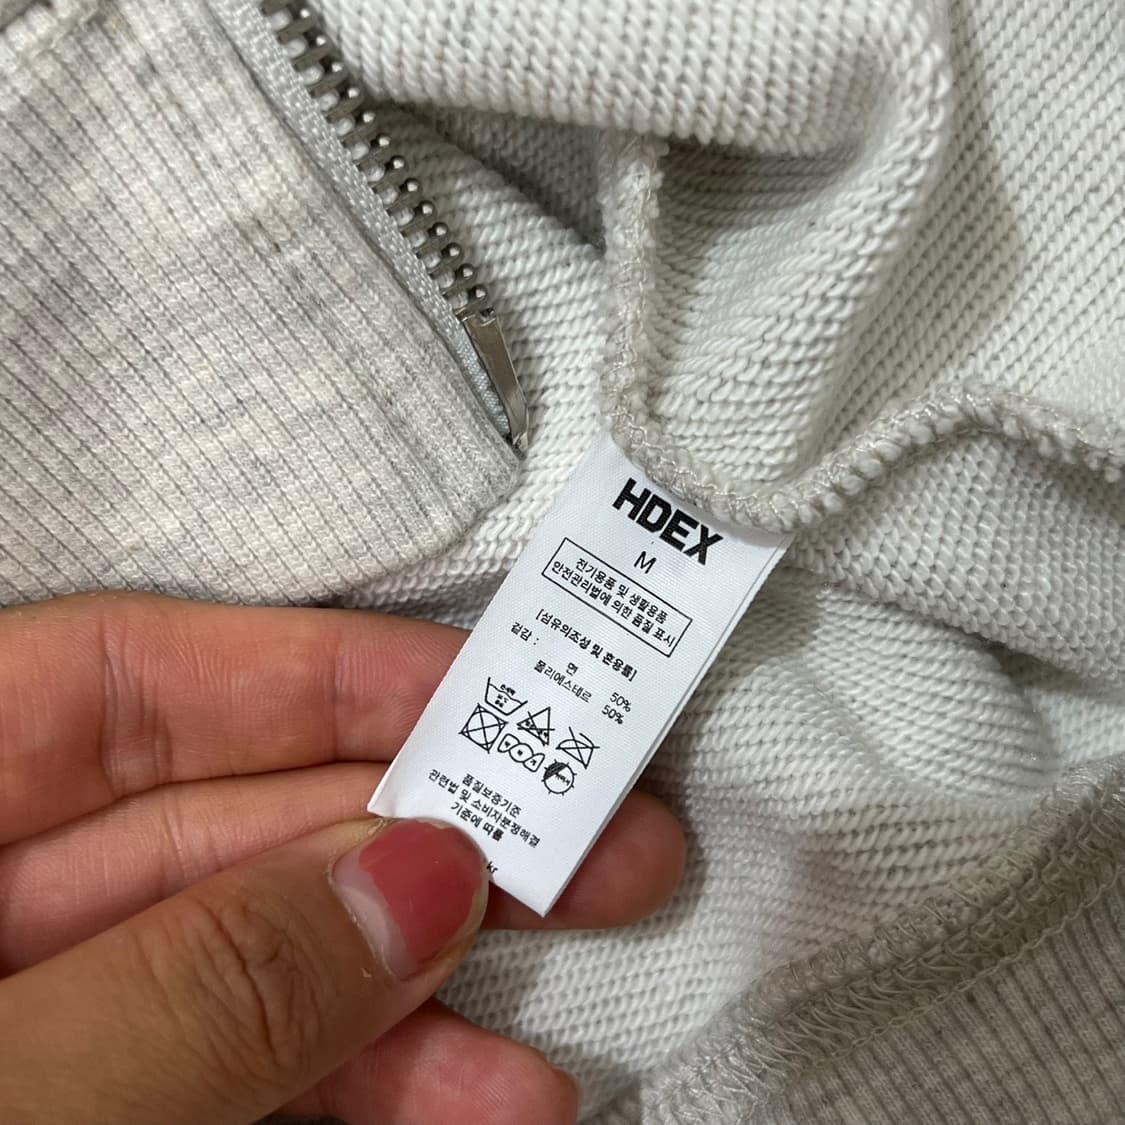 HDEX
M
전기용품 및 생활용품
안전관리법에 의한 품질 표시
[섬유의조성 및 혼용률]
겉감 :
면 50%
폴리에스테르 50%
품질보증기준
관련법 및 소비자분쟁해결
기준에 따름
kr